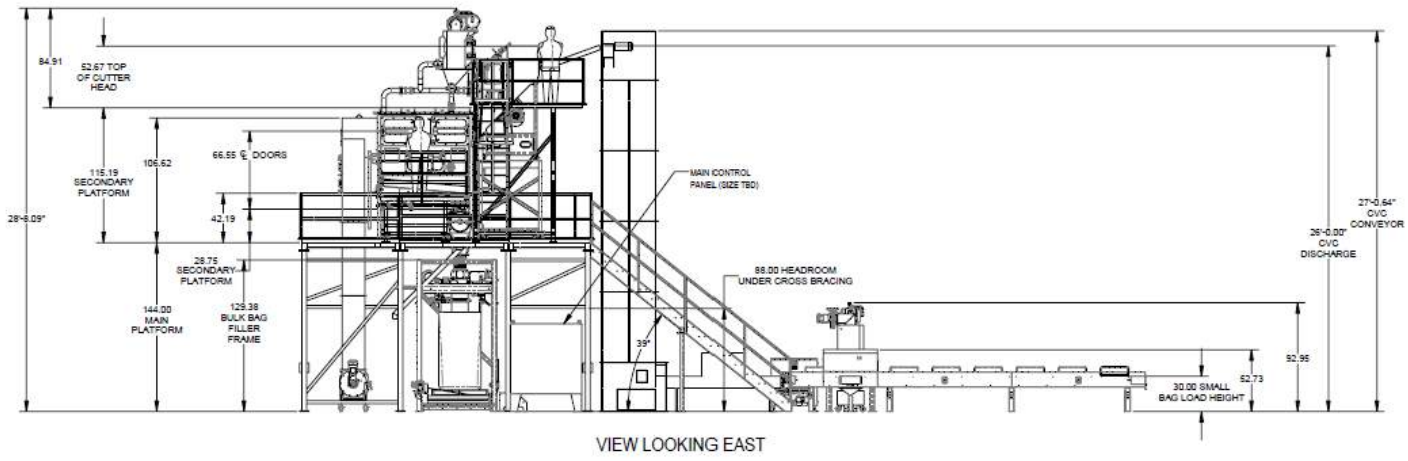 84.91
52.67 TOP
OF CUTTER
HEAD
115.19
SECONDARY
PLATFORM
106.62
66.55 ℄ DOORS
42.19
28'-8.09"
28.75
SECONDARY
PLATFORM
144.00
MAIN
PLATFORM
129.38
BULK BAG
FILLER
FRAME
MAIN CONTROL
PANEL (SIZE TBD)
88.00 HEADROOM
UNDER CROSS BRACING
39°
27'-0.64"
CVC
CONVEYOR
26'-0.00"
CVC
DISCHARGE
92.95
52.73
30.00 SMALL
BAG LOAD HEIGHT
VIEW LOOKING EAST